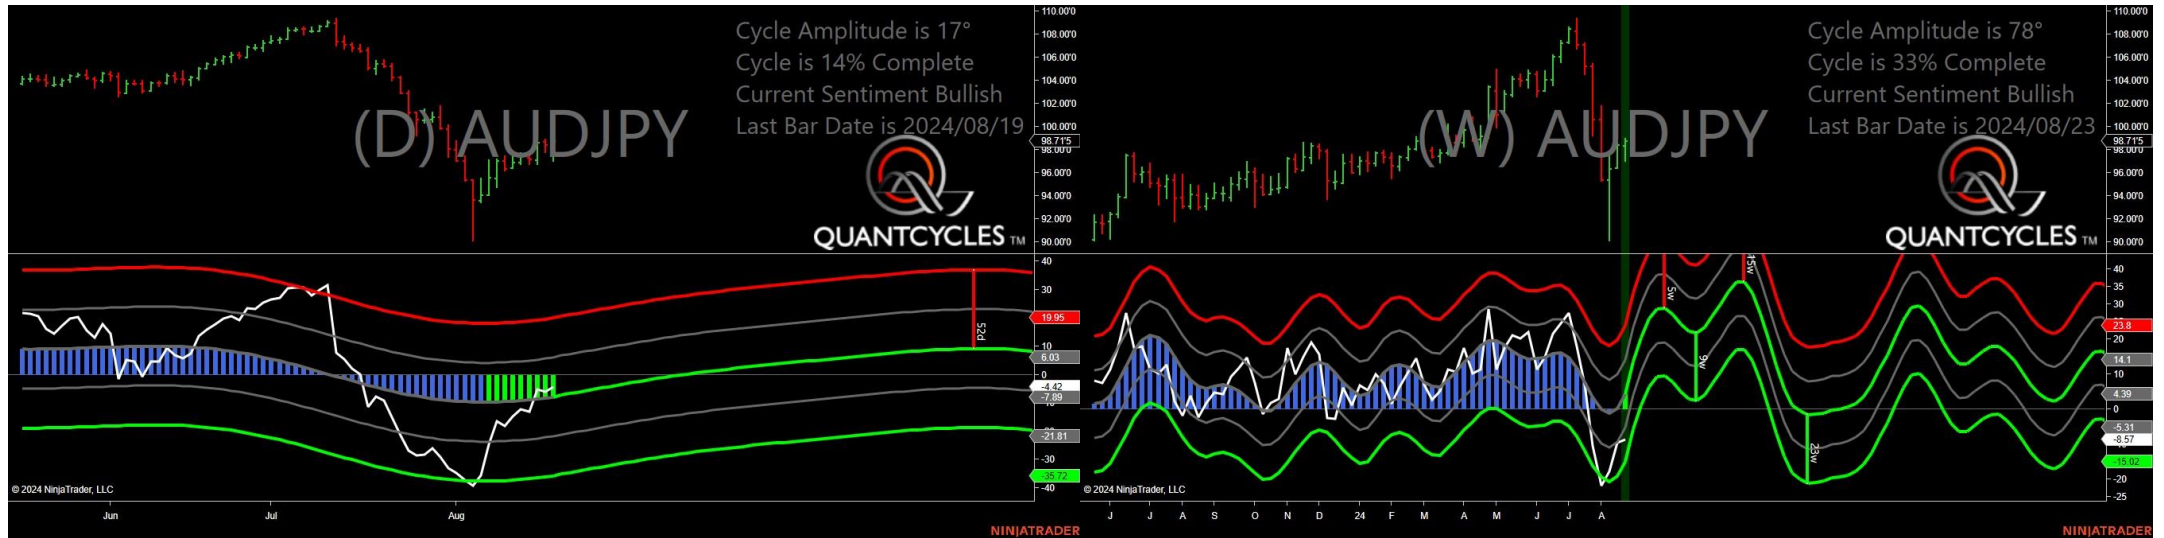 Cycle Amplitude is 17°
Cycle is 14% Complete
Current Sentiment Bullish
Last Bar Date is 2024/08/19
(D) AUDJPY
QUANTCYCLES TM
110.00'0
108.00'0
106.00'0
104.00'0
102.00'0
100.00'0
98.71'5
98.00'0
96.00'0
94.00'0
92.00'0
90.00'0
40
30
19.95
10
6.03
0
-4.42
-7.89
-21.81
-30
-35.72
-40
52d
© 2024 NinjaTrader, LLC
Jun Jul Aug
NINJATRADER
Cycle Amplitude is 78°
Cycle is 33% Complete
Current Sentiment Bullish
Last Bar Date is 2024/08/23
(W) AUDJPY
QUANTCYCLES TM
110.00'0
108.00'0
106.00'0
104.00'0
102.00'0
100.00'0
98.71'5
98.00'0
96.00'0
94.00'0
92.00'0
90.00'0
40
35
30
23.8
20
14.1
10
4.39
0
-5.31
-8.57
-15.02
-20
-25
5w
15w
9w
23w
© 2024 NinjaTrader, LLC
J J A S O N D 24 F M A M J J A
NINJATRADER